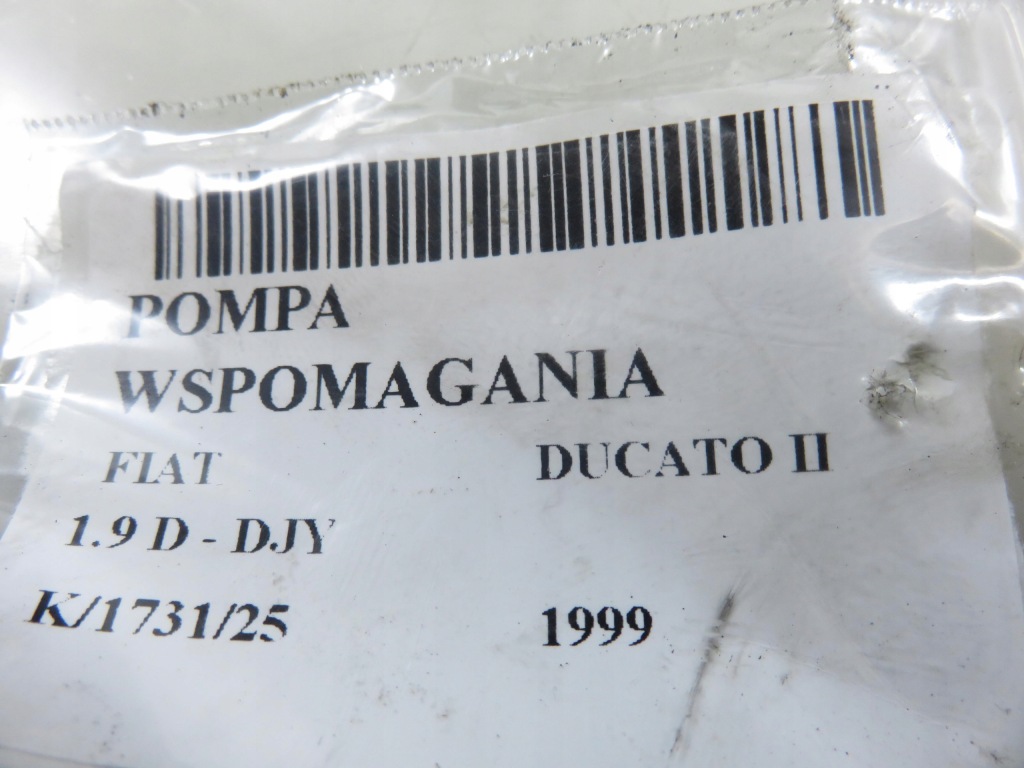 POMPA
WSPOMAGANIA
FIAT DUCATO II
1.9 D - DJY
K/1731/25 1999